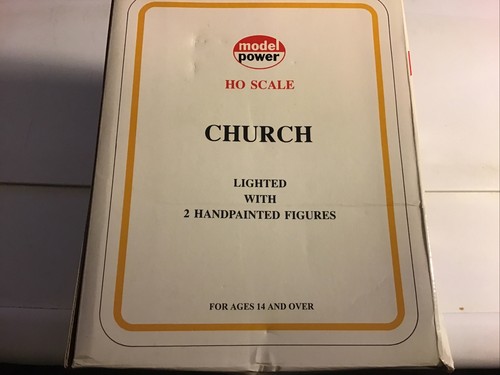 model
power
HO SCALE
CHURCH
LIGHTED
WITH
2 HANDPAINTED FIGURES
FOR AGES 14 AND OVER